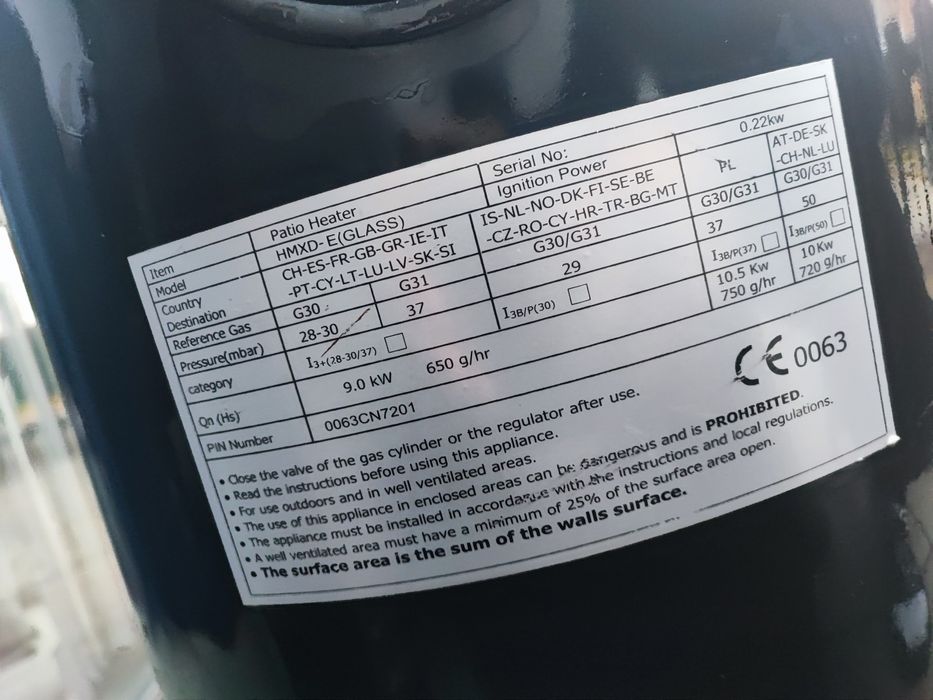 Item Patio Heater Serial No:
Model HMXD-E(GLASS) Ignition Power 0.22kw
Country Destination CH-ES-FR-GB-GR-IE-IT -PT-CY-LT-LU-LV-SK-SI IS-NL-NO-DK-FI-SE-BE -CZ-RO-CY-HR-TR-BG-MT PL AT-DE-SK -CH-NL-LU
Reference Gas G30 G31 G30/G31 G30/G31 G30/G31
Pressure(mbar) 28-30 37 29 37 50
category I3+(28-30/37) I3B/P(30) I3B/P(37) I3B/P(50)
Qn (Hs) 9.0 kW 650 g/hr 10.5 Kw 750 g/hr 10Kw 720 g/hr
PIN Number 0063CN7201
CE 0063
• Close the valve of the gas cylinder or the regulator after use.
• Read the instructions before using this appliance.
• For use outdoors and in well ventilated areas.
• The use of this appliance in enclosed areas can be dangerous and is PROHIBITED.
• The appliance must be installed in accordance with the instructions and local regulations.
• A well ventilated area must have a minimum of 25% of the surface area open.
• The surface area is the sum of the walls surface.